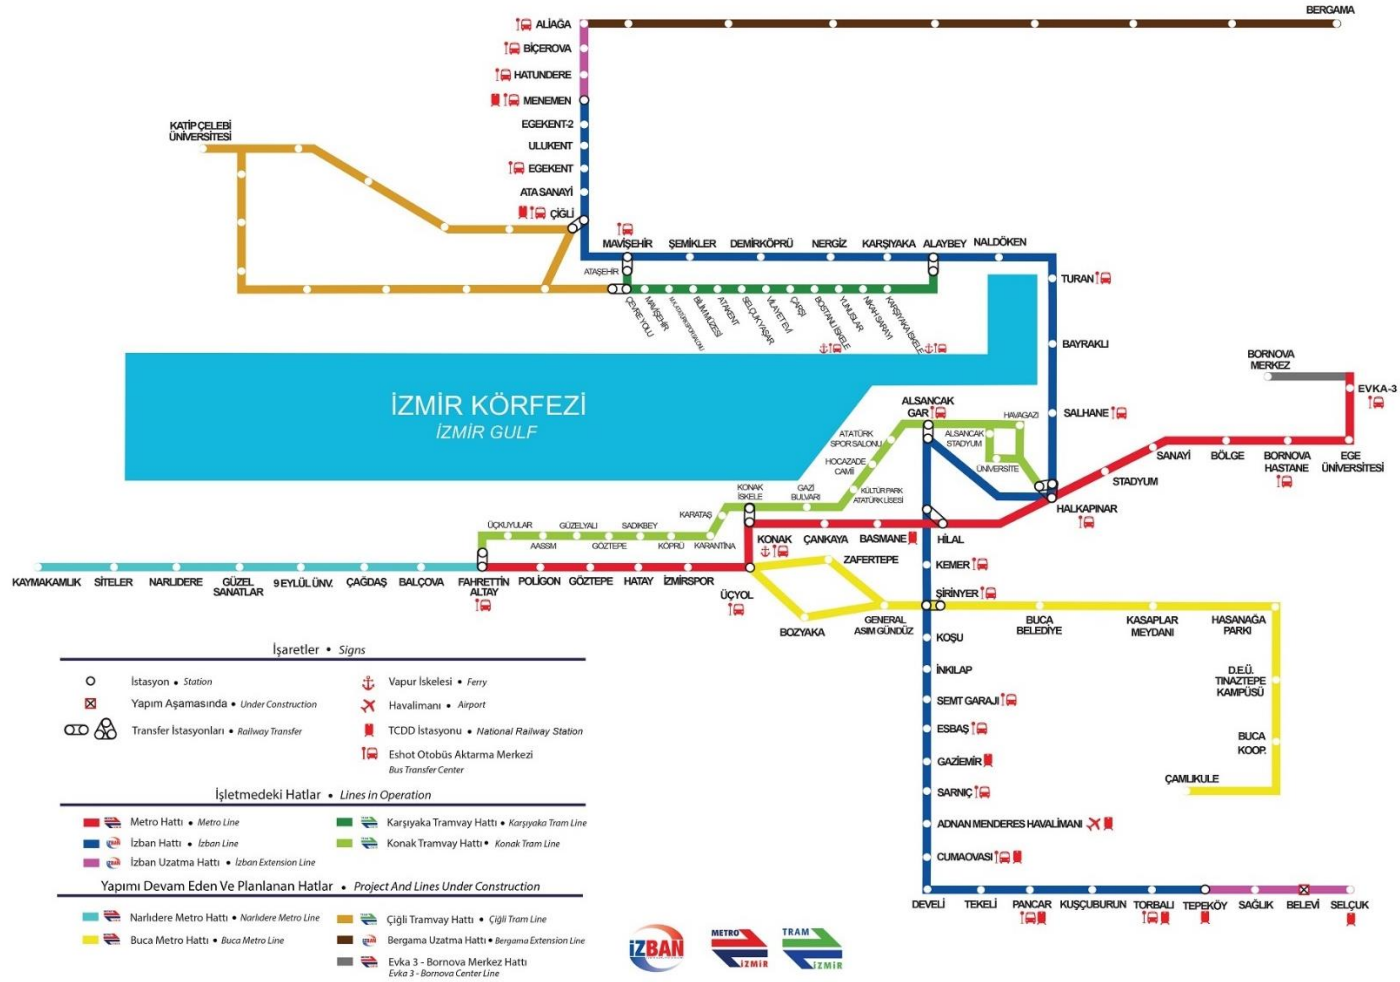 BERGAMA
ALİAĞA
BİÇEROVA
HATUNDERE
MENEMEN
EGEKENT-2
ULUKENT
EGEKENT
ATA SANAYİ
ÇİĞLİ
KATİP ÇELEBİ
ÜNİVERSİTESİ
MAVİŞEHİR
ŞEMİKLER
DEMİRKÖPRÜ
NERGİZ
KARŞIYAKA
ALAYBEY
NALDÖKEN
ATAŞEHİR
ÇEVRE YOLU
MAVİŞEHİR
BİLİM MÜZESİ
ATAKENT
SELÇUK YAŞAR
VİLAYET EVİ
ÇARŞI
BOSTANLI İSKELE
YUNUSLAR
NİKAH SARAYI
KARŞIYAKA İSKELE
TURAN
BAYRAKLI
SALHANE
İZMİR KÖRFEZİ
İZMİR GULF
BORNOVA
MERKEZ
EVKA-3
EGE
ÜNİVERSİTESİ
BORNOVA
HASTANE
BÖLGE
SANAYİ
STADYUM
HALKAPINAR
ALSANCAK
GAR
HAVAGAZI
ALSANCAK
STADYUM
ÜNİVERSİTE
ATATÜRK
SPOR SALONU
HOCAZADE
CAMİİ
KÜLTÜR PARK
ATATÜRK LİSESİ
GAZİ
BULVARI
KONAK
İSKELE
KARATAŞ
KARANTİNA
KÖPRÜ
SADIKBEY
GÖZTEPE
GÜZELYALI
AASSM
ÜÇKUYULAR
KONAK
ÇANKAYA
BASMANE
HİLAL
KAYMAKAMLIK
SİTELER
NARLIDERE
GÜZEL
SANATLAR
9 EYLÜL ÜNV.
ÇAĞDAŞ
BALÇOVA
FAHRETTİN
ALTAY
POLİGON
GÖZTEPE
HATAY
İZMİRSPOR
ÜÇYOL
ZAFERTEPE
BOZYAKA
GENERAL
ASIM GÜNDÜZ
KEMER
ŞİRİNYER
BUCA
BELEDİYE
KASAPLAR
MEYDANI
HASANAĞA
PARKI
D.E.Ü.
TINAZTEPE
KAMPÜSÜ
BUCA
KOOP.
ÇAMLIKULE
KOŞU
İNKILAP
SEMT GARAJI
ESBAŞ
GAZİEMİR
SARNIÇ
ADNAN MENDERES HAVALİMANI
CUMAOVASI
DEVELİ
TEKELİ
PANCAR
KUŞÇUBURUN
TORBALI
TEPEKÖY
SAĞLIK
BELEVİ
SELÇUK
İşaretler • Signs
İstasyon • Station
Yapım Aşamasında • Under Construction
Transfer İstasyonları • Railway Transfer
Vapur İskelesi • Ferry
Havalimanı • Airport
TCDD İstasyonu • National Railway Station
Eshot Otobüs Aktarma Merkezi
Bus Transfer Center
İşletmedeki Hatlar • Lines in Operation
Metro Hattı • Metro Line
İzban Hattı • İzban Line
İzban Uzatma Hattı • İzban Extension Line
Karşıyaka Tramvay Hattı • Karşıyaka Tram Line
Konak Tramvay Hattı • Konak Tram Line
Yapımı Devam Eden Ve Planlanan Hatlar • Project And Lines Under Construction
Narlıdere Metro Hattı • Narlıdere Metro Line
Buca Metro Hattı • Buca Metro Line
Çiğli Tramvay Hattı • Çiğli Tram Line
Bergama Uzatma Hattı • Bergama Extension Line
Evka 3 - Bornova Merkez Hattı
Evka 3 - Bornova Center Line
İZBAN
METRO
İZMİR
TRAM
İZMİR